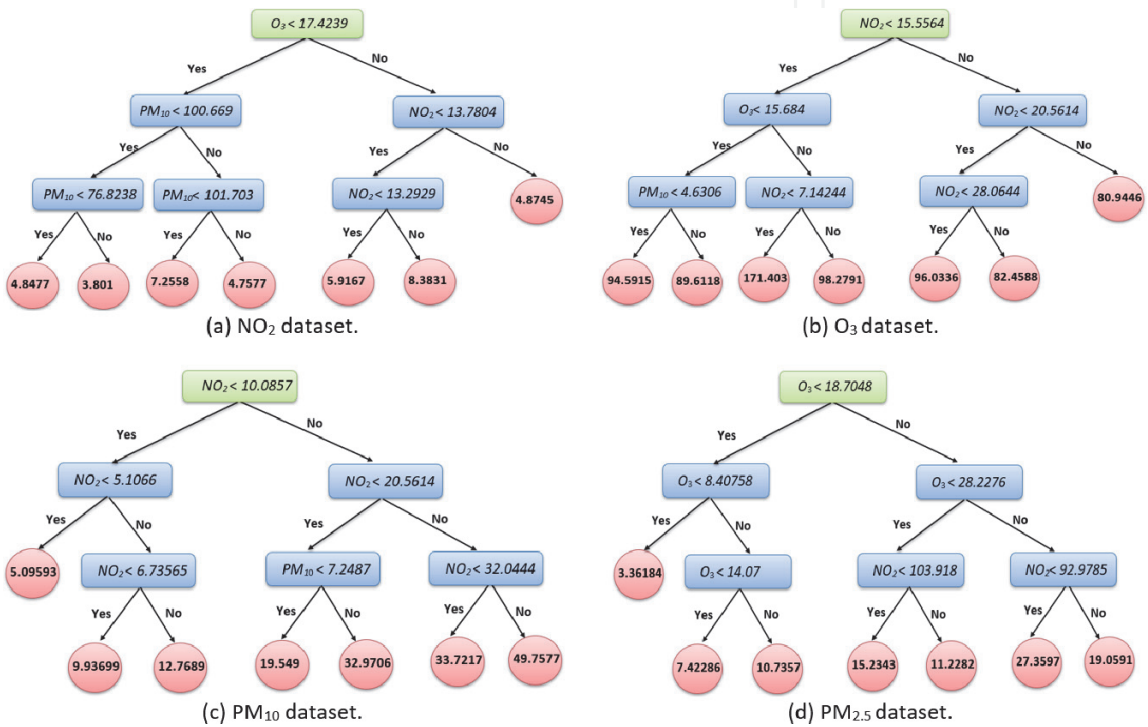 O₃ < 17.4239
Yes
No
PM₁₀ < 100.669
NO₂ < 13.7804
Yes
No
Yes
No
PM₁₀ < 76.8238
PM₁₀ < 101.703
NO₂ < 13.2929
4.8745
Yes
No
Yes
No
Yes
No
4.8477
3.801
7.2558
4.7577
5.9167
8.3831
(a) NO₂ dataset.
NO₂ < 15.5564
Yes
No
O₃ < 15.684
NO₂ < 20.5614
Yes
No
Yes
No
PM₁₀ < 4.6306
NO₂ < 7.14244
NO₂ < 28.0644
80.9446
Yes
No
Yes
No
Yes
No
94.5915
89.6118
171.403
98.2791
96.0336
82.4588
(b) O₃ dataset.
NO₂ < 10.0857
Yes
No
NO₂ < 5.1066
NO₂ < 20.5614
Yes
No
Yes
No
5.09593
NO₂ < 6.73565
PM₁₀ < 7.2487
NO₂ < 32.0444
Yes
No
Yes
No
Yes
No
9.93699
12.7689
19.549
32.9706
33.7217
49.7577
(c) PM₁₀ dataset.
O₃ < 18.7048
Yes
No
O₃ < 8.40758
O₃ < 28.2276
Yes
No
Yes
No
3.36184
O₃ < 14.07
NO₂ < 103.918
NO₂ < 92.9785
Yes
No
Yes
No
Yes
No
7.42286
10.7357
15.2343
11.2282
27.3597
19.0591
(d) PM₂.₅ dataset.